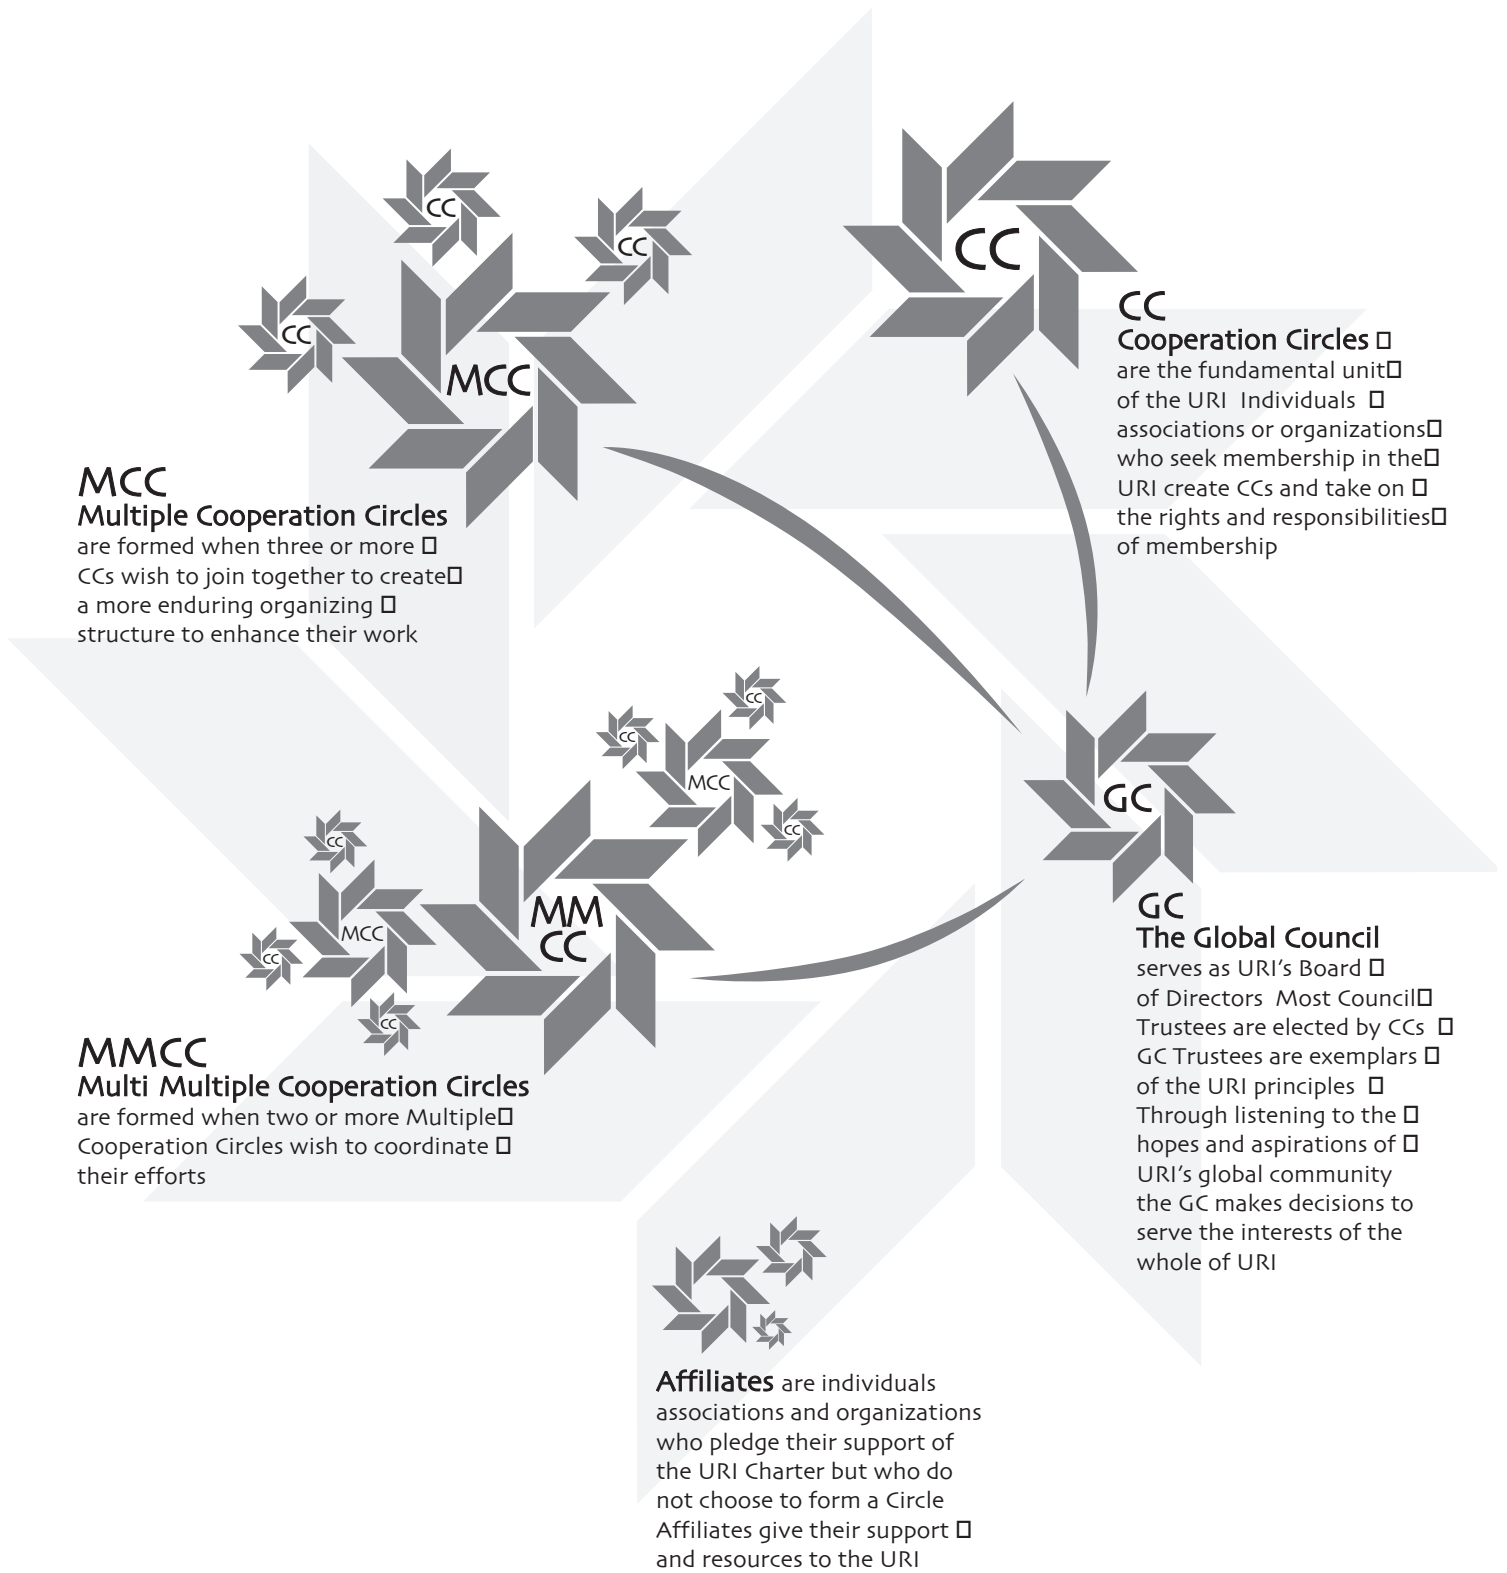 CC
CC
CC
MCC
CC
CC
Cooperation Circles □
are the fundamental unit□
of the URI Individuals □
associations or organizations□
who seek membership in the□
URI create CCs and take on □
the rights and responsibilities□
of membership
MCC
Multiple Cooperation Circles
are formed when three or more □
CCs wish to join together to create□
a more enduring organizing □
structure to enhance their work
CC
CC
MCC
CC
CC
MCC
CC
CC
MM
CC
MMCC
Multi Multiple Cooperation Circles
are formed when two or more Multiple□
Cooperation Circles wish to coordinate □
their efforts
GC
GC
The Global Council
serves as URI's Board □
of Directors Most Council□
Trustees are elected by CCs □
GC Trustees are exemplars □
of the URI principles □
Through listening to the □
hopes and aspirations of □
URI's global community
the GC makes decisions to
serve the interests of the
whole of URI
Affiliates are individuals
associations and organizations
who pledge their support of
the URI Charter but who do
not choose to form a Circle
Affiliates give their support □
and resources to the URI